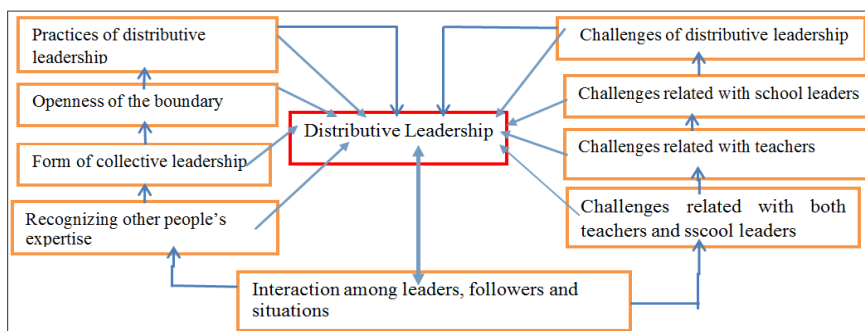 Practices of distributive
leadership
Openness of the boundary
Form of collective leadership
Recognizing other people's
expertise
Distributive Leadership
Challenges of distributive leadership
Challenges related with school leaders
Challenges related with teachers
Challenges related with both
teachers and sscool leaders
Interaction among leaders, followers and
situations